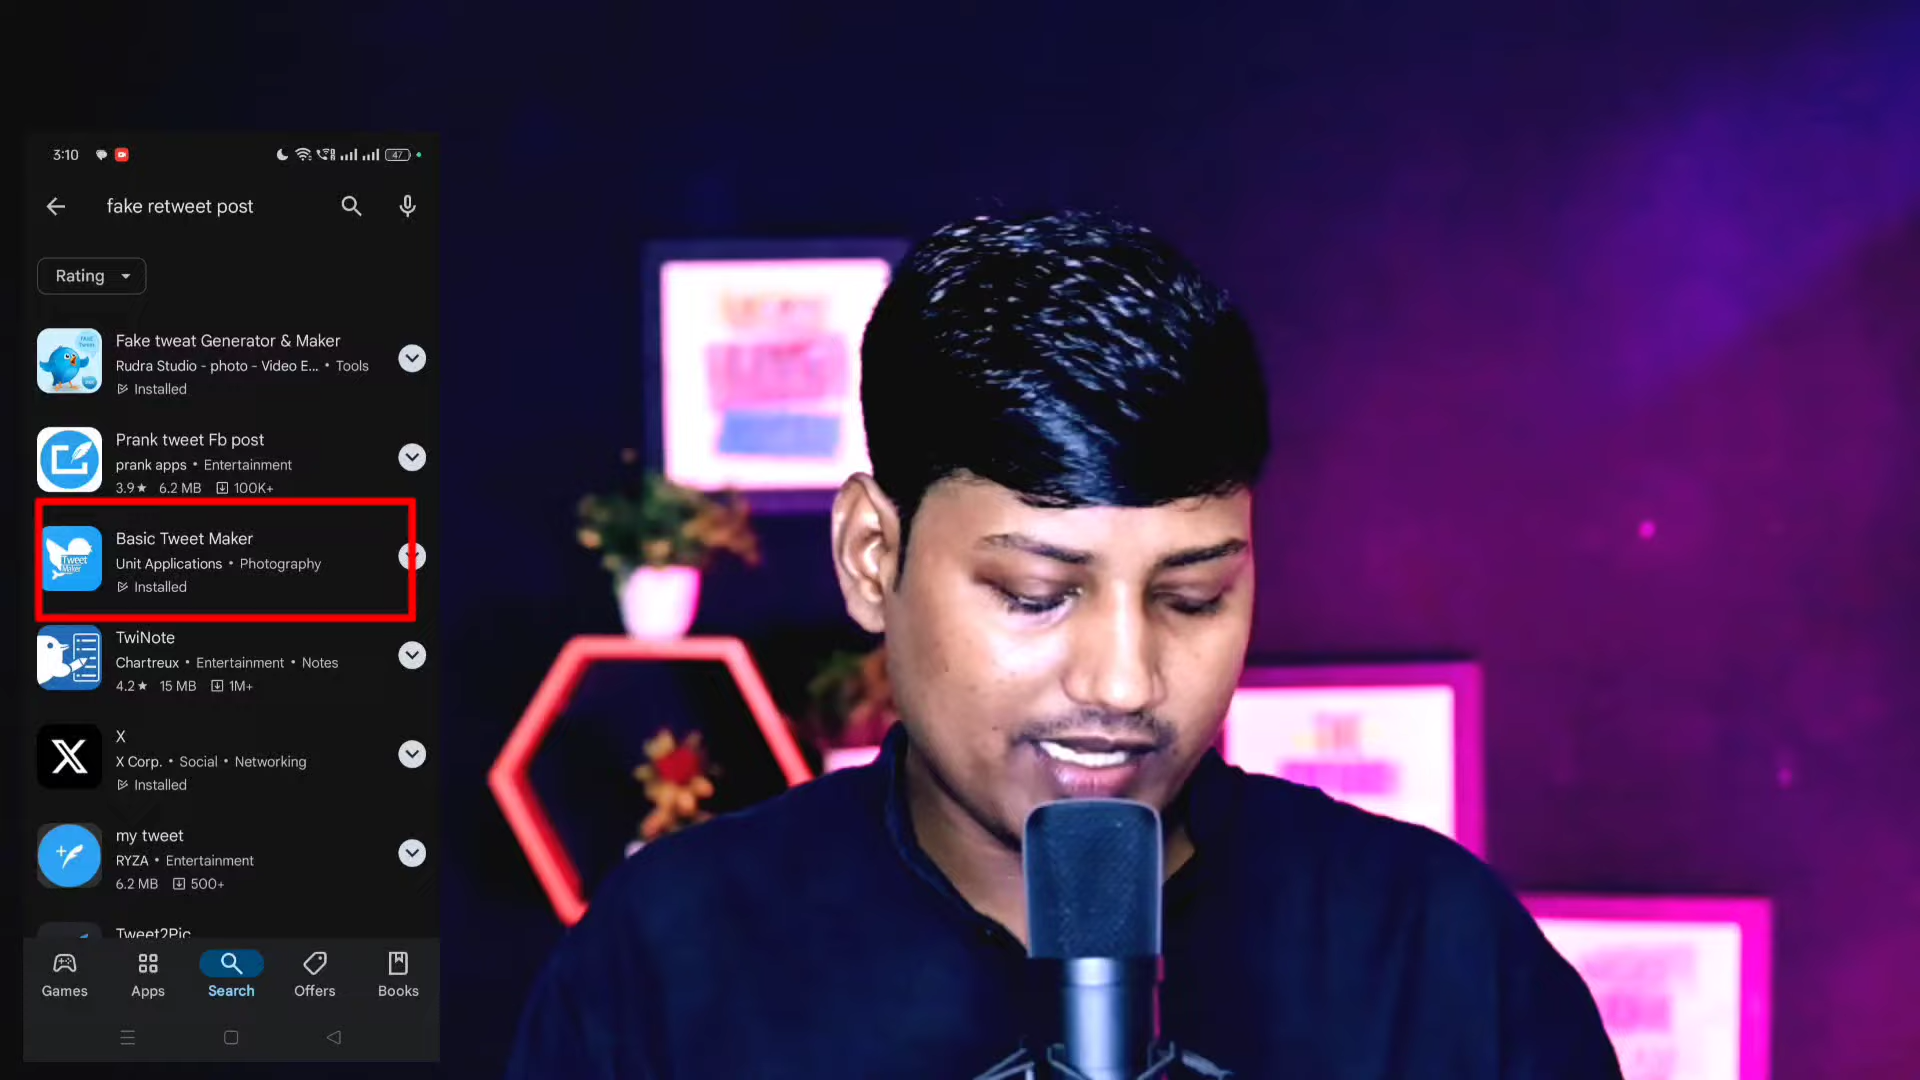 3:10
47
fake retweet post
Rating
Fake tweat Generator & Maker
Rudra Studio - photo - Video E... • Tools
Installed
Prank tweet Fb post
prank apps • Entertainment
3.9★ 6.2 MB 100K+
Basic Tweet Maker
Unit Applications • Photography
Installed
Tweet
Maker
TwiNote
Chartreux • Entertainment • Notes
4.2★ 15 MB 1M+
X
X Corp. • Social • Networking
Installed
my tweet
RYZA • Entertainment
6.2 MB 500+
Tweet2Pic
Games
Apps
Search
Offers
Books